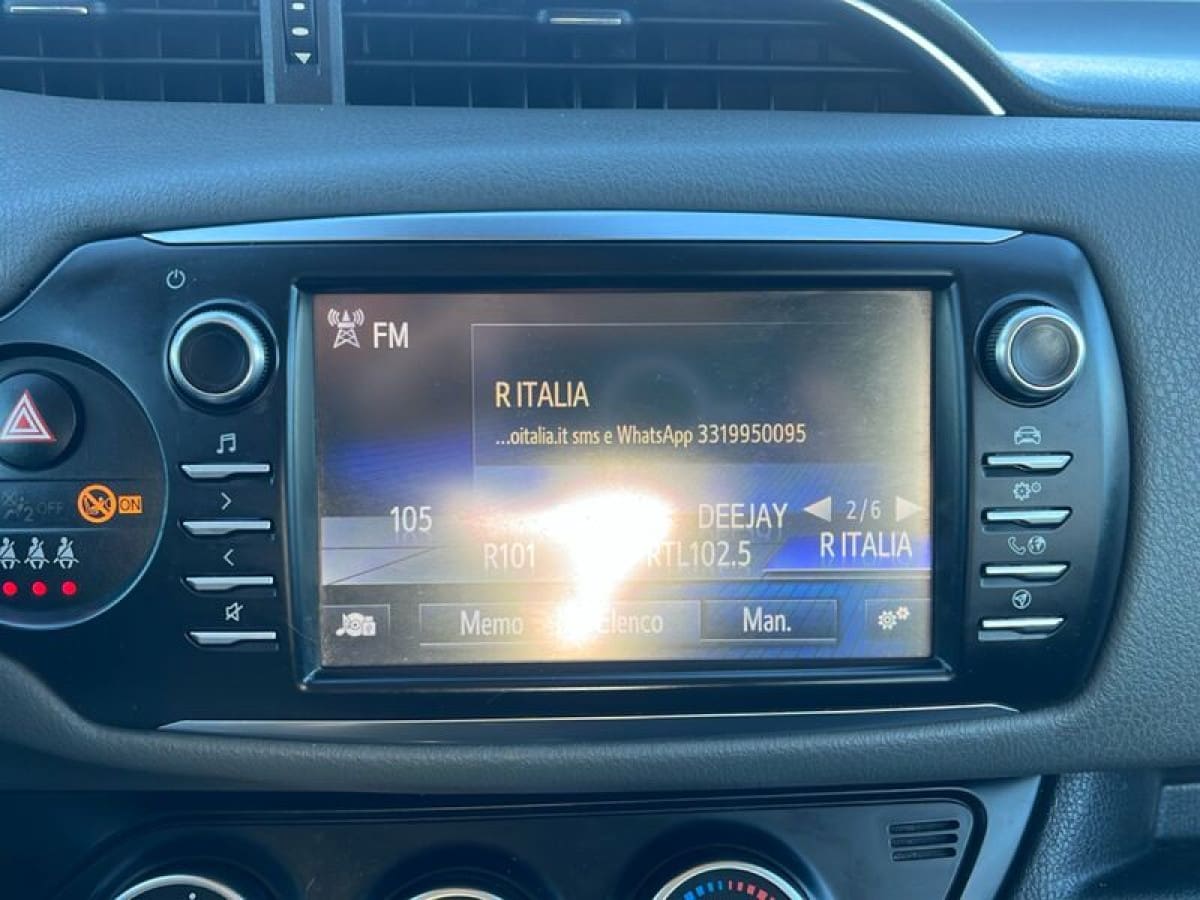 FM
R ITALIA
...oitalia.it sms e WhatsApp 3319950095
105 DEEJAY 2/6
R101 RTL102.5 R ITALIA
Memo Elenco Man.
2 OFF ON